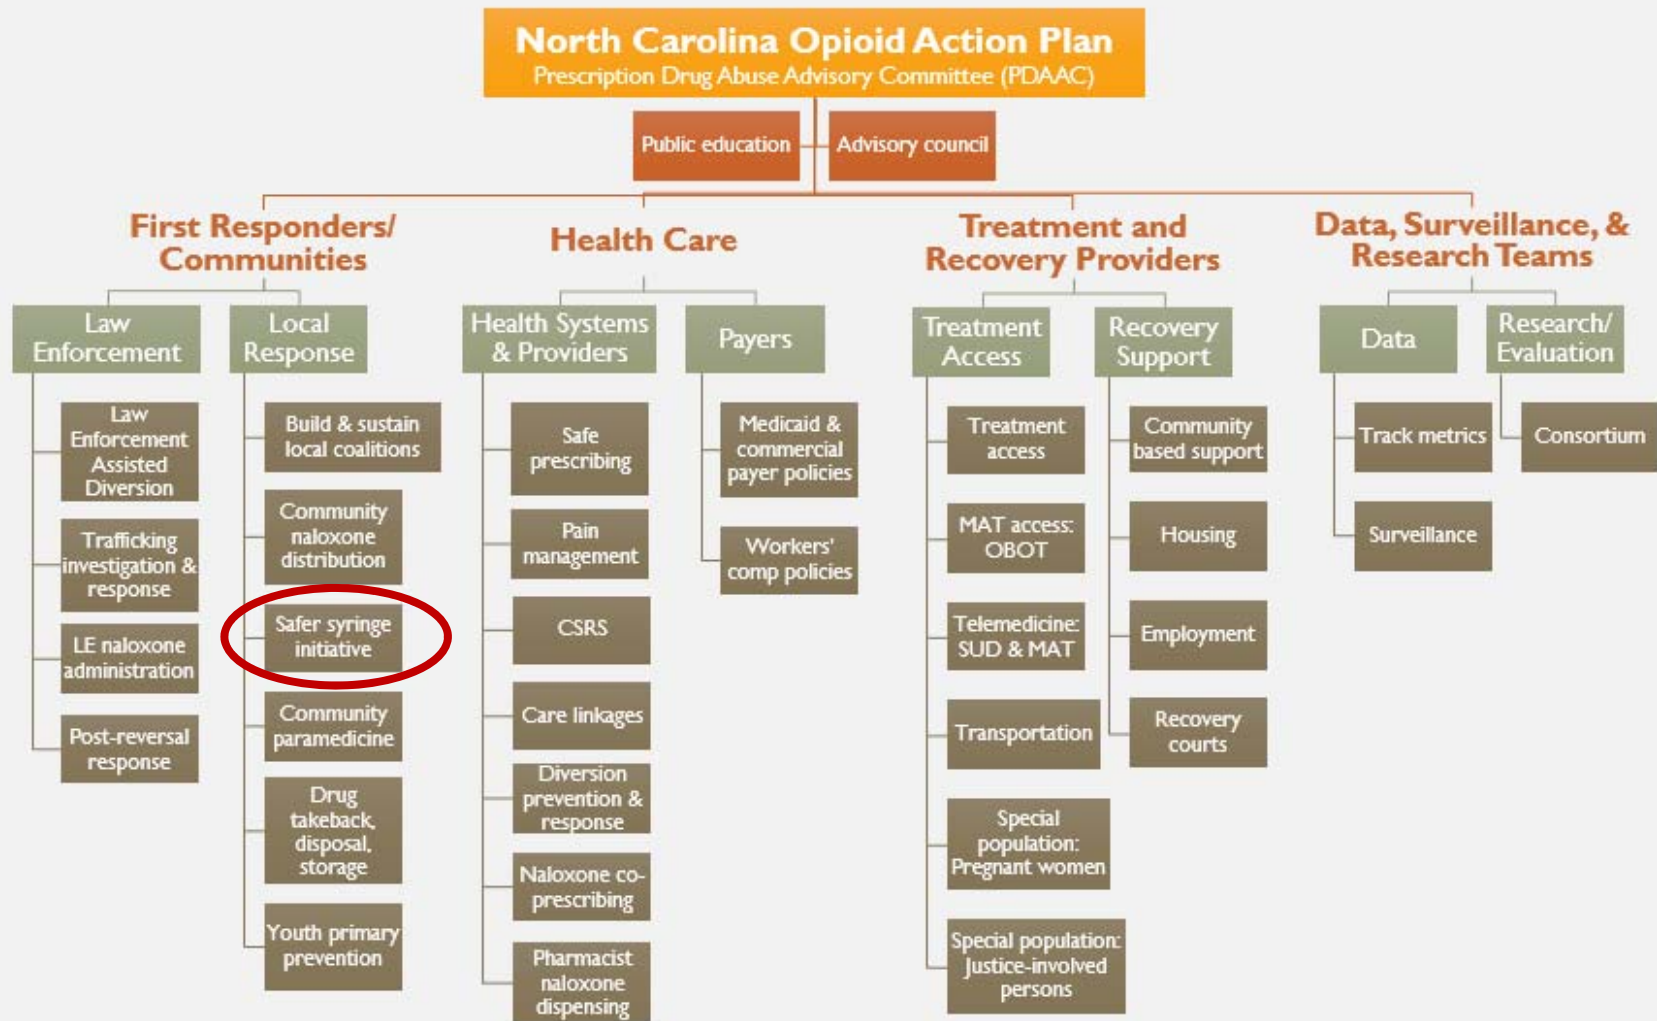 North Carolina Opioid Action Plan
Prescription Drug Abuse Advisory Committee (PDAAC)
Public education
Advisory council
First Responders/
Communities
Law
Enforcement
Law
Enforcement
Assisted
Diversion
Trafficking
investigation &
response
LE naloxone
administration
Post-reversal
response
Local
Response
Build & sustain
local coalitions
Community
naloxone
distribution
Safer syringe
initiative
Community
paramedicine
Drug
takeback,
disposal,
storage
Youth primary
prevention
Health Care
Health Systems
& Providers
Safe
prescribing
Pain
management
CSRS
Care linkages
Diversion
prevention &
response
Naloxone co-
prescribing
Pharmacist
naloxone
dispensing
Payers
Medicaid &
commercial
payer policies
Workers'
comp policies
Treatment and
Recovery Providers
Treatment
Access
Treatment
access
MAT access:
OBOT
Telemedicine:
SUD & MAT
Transportation
Special
population:
Pregnant women
Special population:
Justice-involved
persons
Recovery
Support
Community
based support
Housing
Employment
Recovery
courts
Data, Surveillance, &
Research Teams
Data
Track metrics
Surveillance
Research/
Evaluation
Consortium